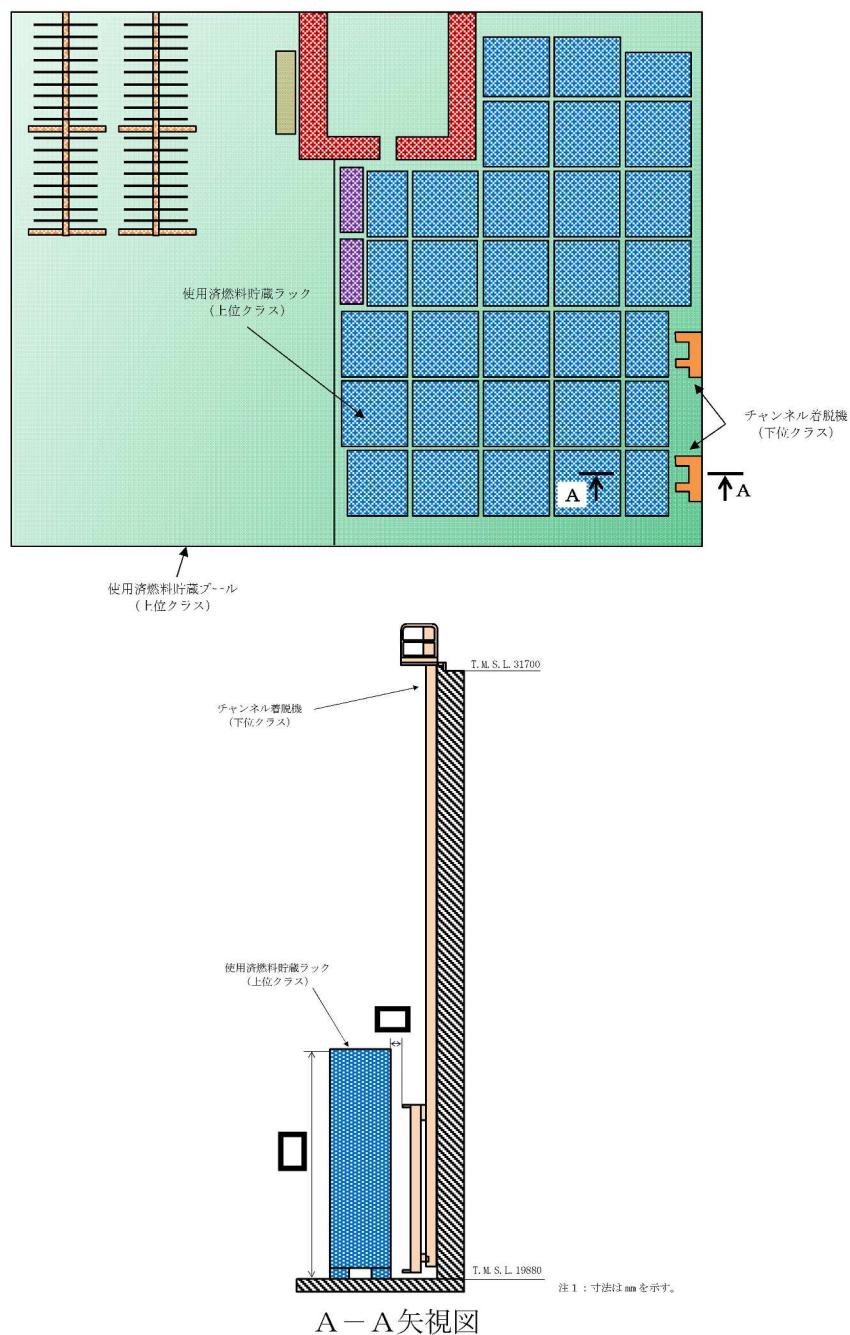 使用済燃料貯蔵ラック
(上位クラス)
チャンネル着脱機
(下位クラス)
A
A
使用済燃料貯蔵プール
(上位クラス)
T.M.S.L.31700
チャンネル着脱機
(下位クラス)
使用済燃料貯蔵ラック
(上位クラス)
T.M.S.L.19880
注1：寸法は㎜を示す。
A－A矢視図